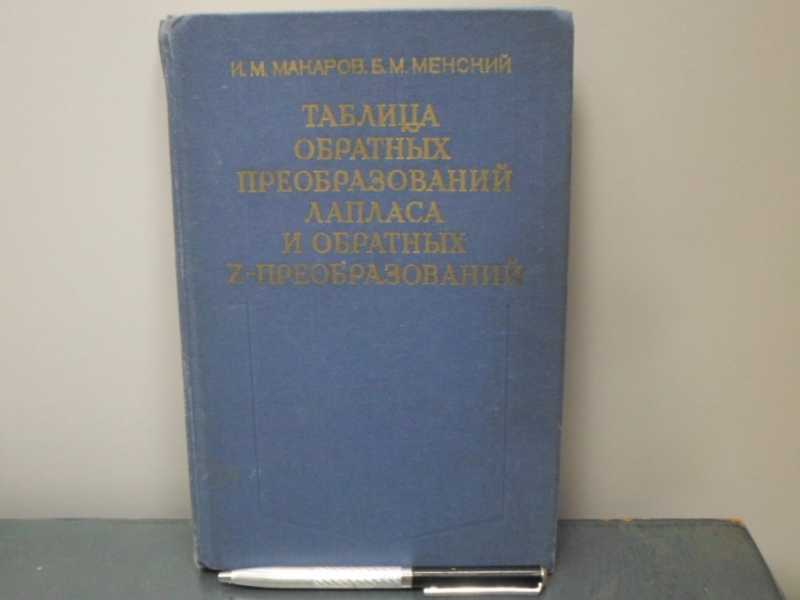 И. М. МАКАРОВ, Б. М. МЕНСКИЙ
ТАБЛИЦА
ОБРАТНЫХ
ПРЕОБРАЗОВАНИЙ
ЛАПЛАСА
И ОБРАТНЫХ
Z-ПРЕОБРАЗОВАНИЙ